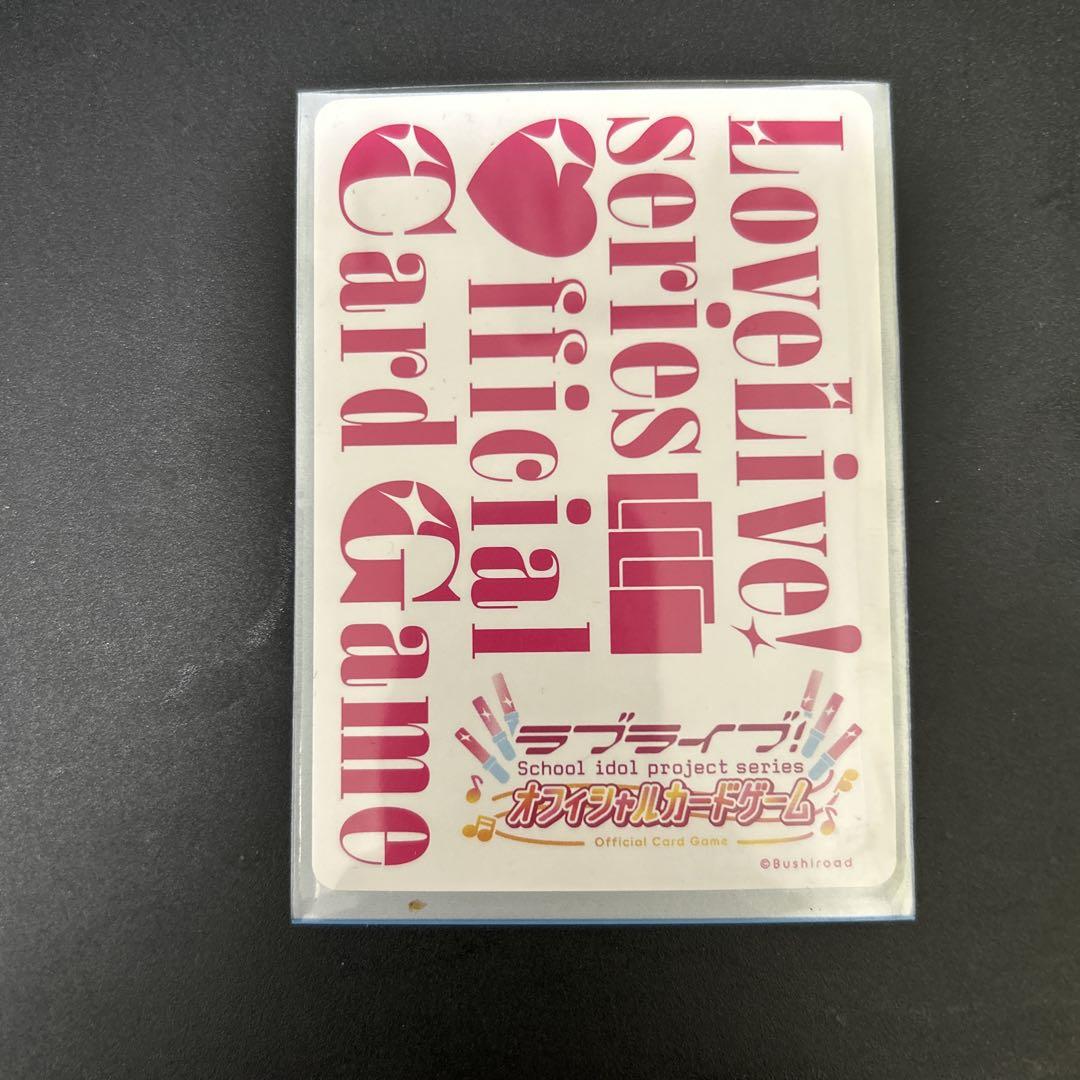 LoveLive!
series
Official
Card Game
ラブライブ!
School idol project series
オフィシャルカードゲーム
Official Card Game
©Bushiroad